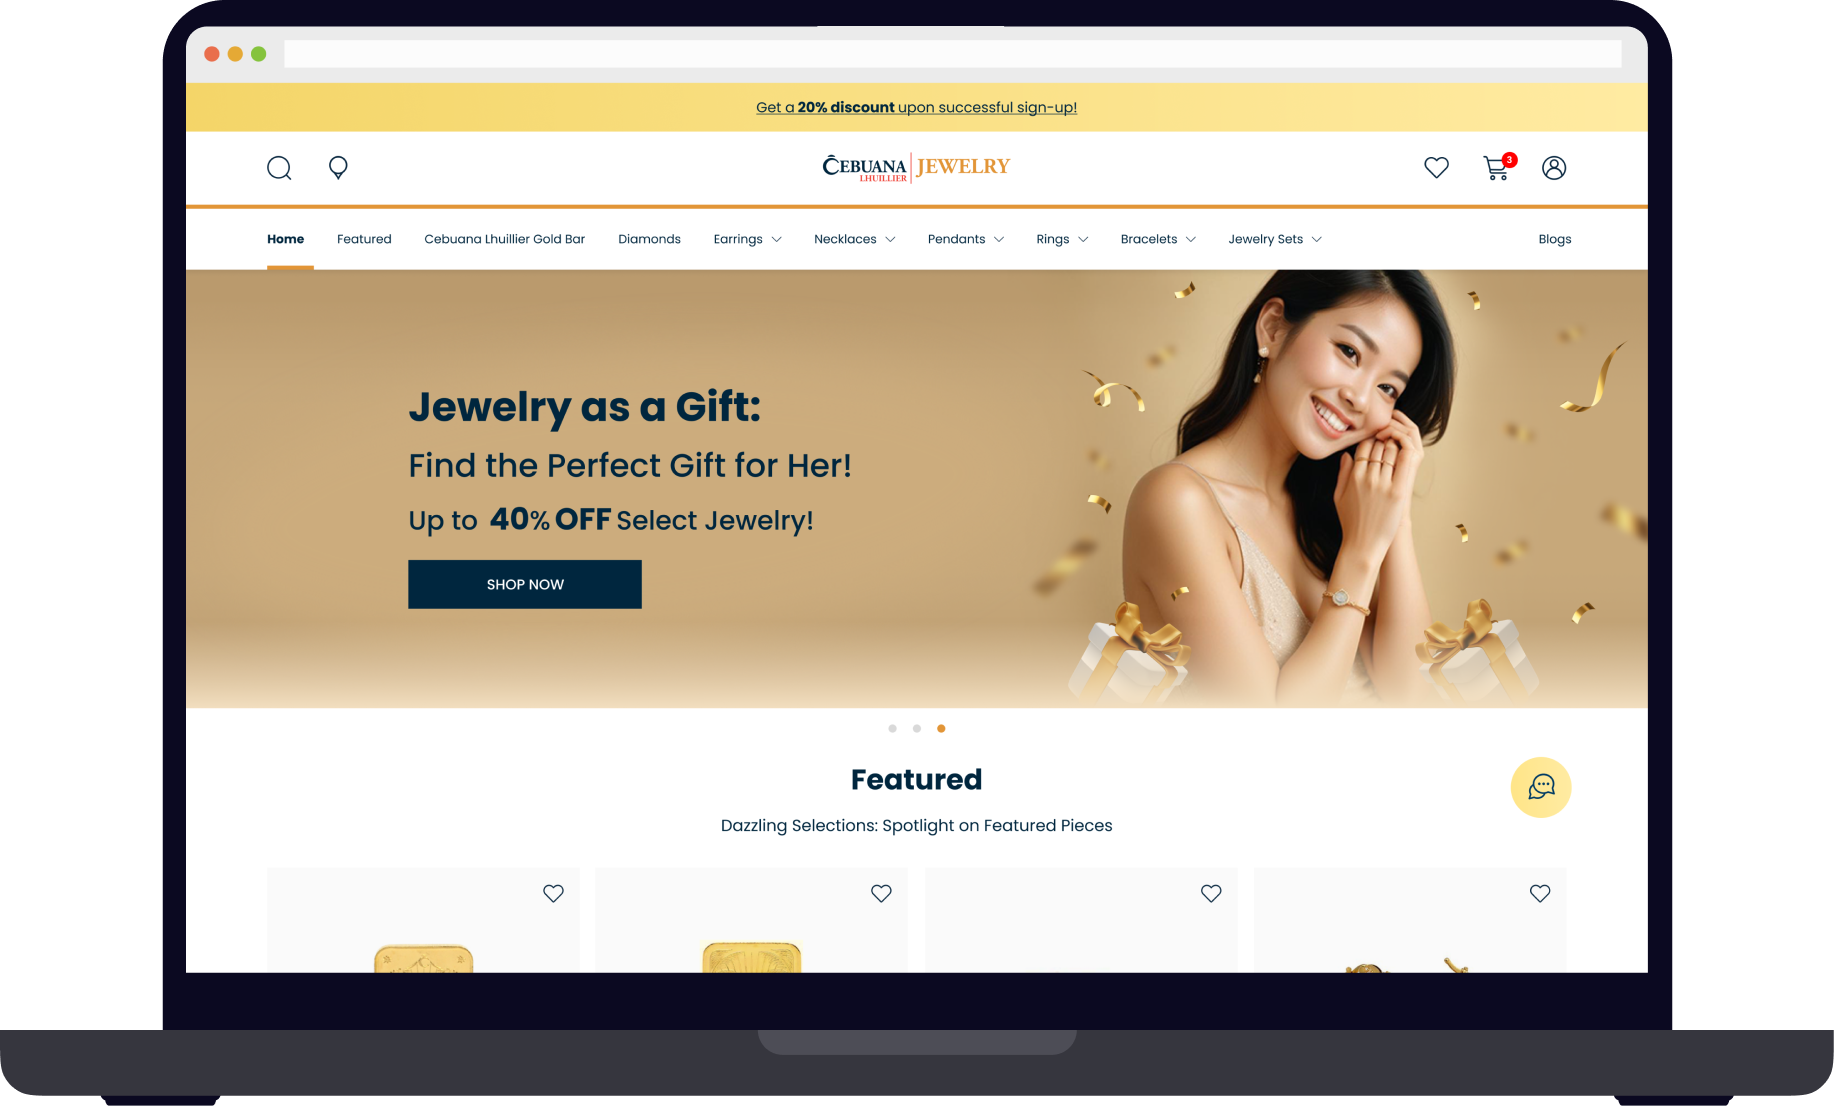 Get a 20% discount upon successful sign-up!
CEBUANA LHUILLIER JEWELRY
3
Home Featured Cebuana Lhuillier Gold Bar Diamonds Earrings Necklaces Pendants Rings Bracelets Jewelry Sets Blogs
Jewelry as a Gift:
Find the Perfect Gift for Her!
Up to 40% OFF Select Jewelry!
SHOP NOW
Featured
Dazzling Selections: Spotlight on Featured Pieces